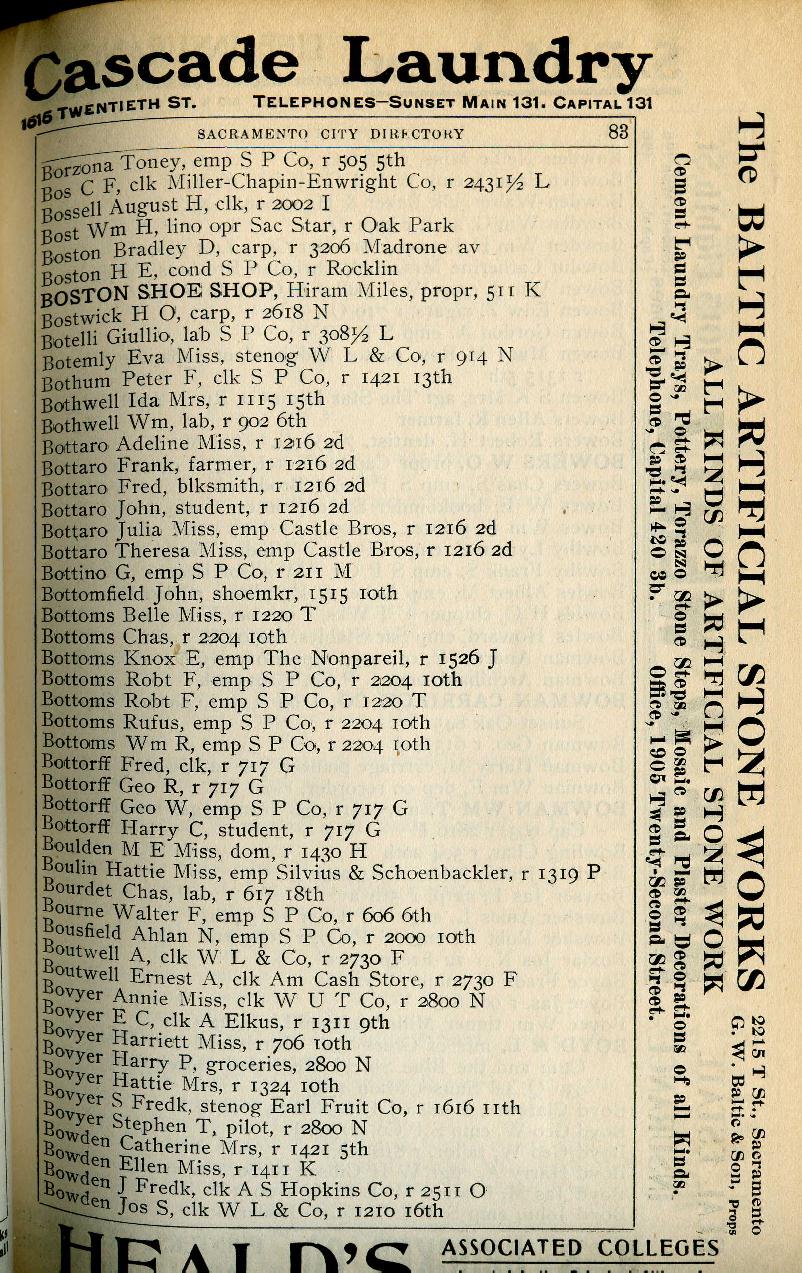 Cascade Laundry
1616 TWENTIETH ST. TELEPHONES—SUNSET MAIN 131. CAPITAL 131
SACRAMENTO CITY DIRECTORY 83
Borzona Toney, emp S P Co, r 505 5th
Bos C F, clk Miller-Chapin-Enwright Co, r 2431½ L
Bossell August H, clk, r 2002 I
Bost Wm H, lino opr Sac Star, r Oak Park
Boston Bradley D, carp, r 3206 Madrone av
Boston H E, cond S P Co, r Rocklin
BOSTON SHOE SHOP, Hiram Miles, propr, 511 K
Bostwick H O, carp, r 2618 N
Botelli Giullio, lab S P Co, r 308½ L
Botemly Eva Miss, stenog W L & Co, r 914 N
Bothum Peter F, clk S P Co, r 1421 13th
Bothwell Ida Mrs, r 1115 15th
Bothwell Wm, lab, r 902 6th
Bottaro Adeline Miss, r 1216 2d
Bottaro Frank, farmer, r 1216 2d
Bottaro Fred, blksmith, r 1216 2d
Bottaro John, student, r 1216 2d
Bottaro Julia Miss, emp Castle Bros, r 1216 2d
Bottaro Theresa Miss, emp Castle Bros, r 1216 2d
Bottino G, emp S P Co, r 211 M
Bottomfield John, shoemkr, 1515 10th
Bottoms Belle Miss, r 1220 T
Bottoms Chas, r 2204 10th
Bottoms Knox E, emp The Nonpareil, r 1526 J
Bottoms Robt F, emp S P Co, r 2204 10th
Bottoms Robt F, emp S P Co, r 1220 T
Bottoms Rufus, emp S P Co, r 2204 10th
Bottoms Wm R, emp S P Co, r 2204 10th
Bottorff Fred, clk, r 717 G
Bottorff Geo R, r 717 G
Bottorff Geo W, emp S P Co, r 717 G
Bottorff Harry C, student, r 717 G
Boulden M E Miss, dom, r 1430 H
Boulin Hattie Miss, emp Silvius & Schoenbackler, r 1319 P
Bourdet Chas, lab, r 617 18th
Bourne Walter F, emp S P Co, r 606 6th
Bousfield Ahlan N, emp S P Co, r 2000 10th
Boutwell A, clk W L & Co, r 2730 F
Boutwell Ernest A, clk Am Cash Store, r 2730 F
Bovyer Annie Miss, clk W U T Co, r 2800 N
Bovyer E C, clk A Elkus, r 1311 9th
Bovyer Harriett Miss, r 706 10th
Bovyer Harry P, groceries, 2800 N
Bovyer Hattie Mrs, r 1324 10th
Bovyer S Fredk, stenog Earl Fruit Co, r 1616 11th
Bovyer Stephen T, pilot, r 2800 N
Bowden Catherine Mrs, r 1421 5th
Bowden Ellen Miss, r 1411 K
Bowden J Fredk, clk A S Hopkins Co, r 2511 O
Bowden Jos S, clk W L & Co, r 1210 16th
The BALTIC ARTIFICIAL STONE WORKS
2215 T St., Sacramento
G. W. Baltic & Son, Props
ALL KINDS OF ARTIFICIAL STONE WORK
Cement Laundry Trays, Pottery, Torazzo Stone Steps, Mosaic and Plaster Decorations of all Kinds.
Telephone, Capital 420 3b. Office, 1905 Twenty-Second Street.
HEALD'S ASSOCIATED COLLEGES